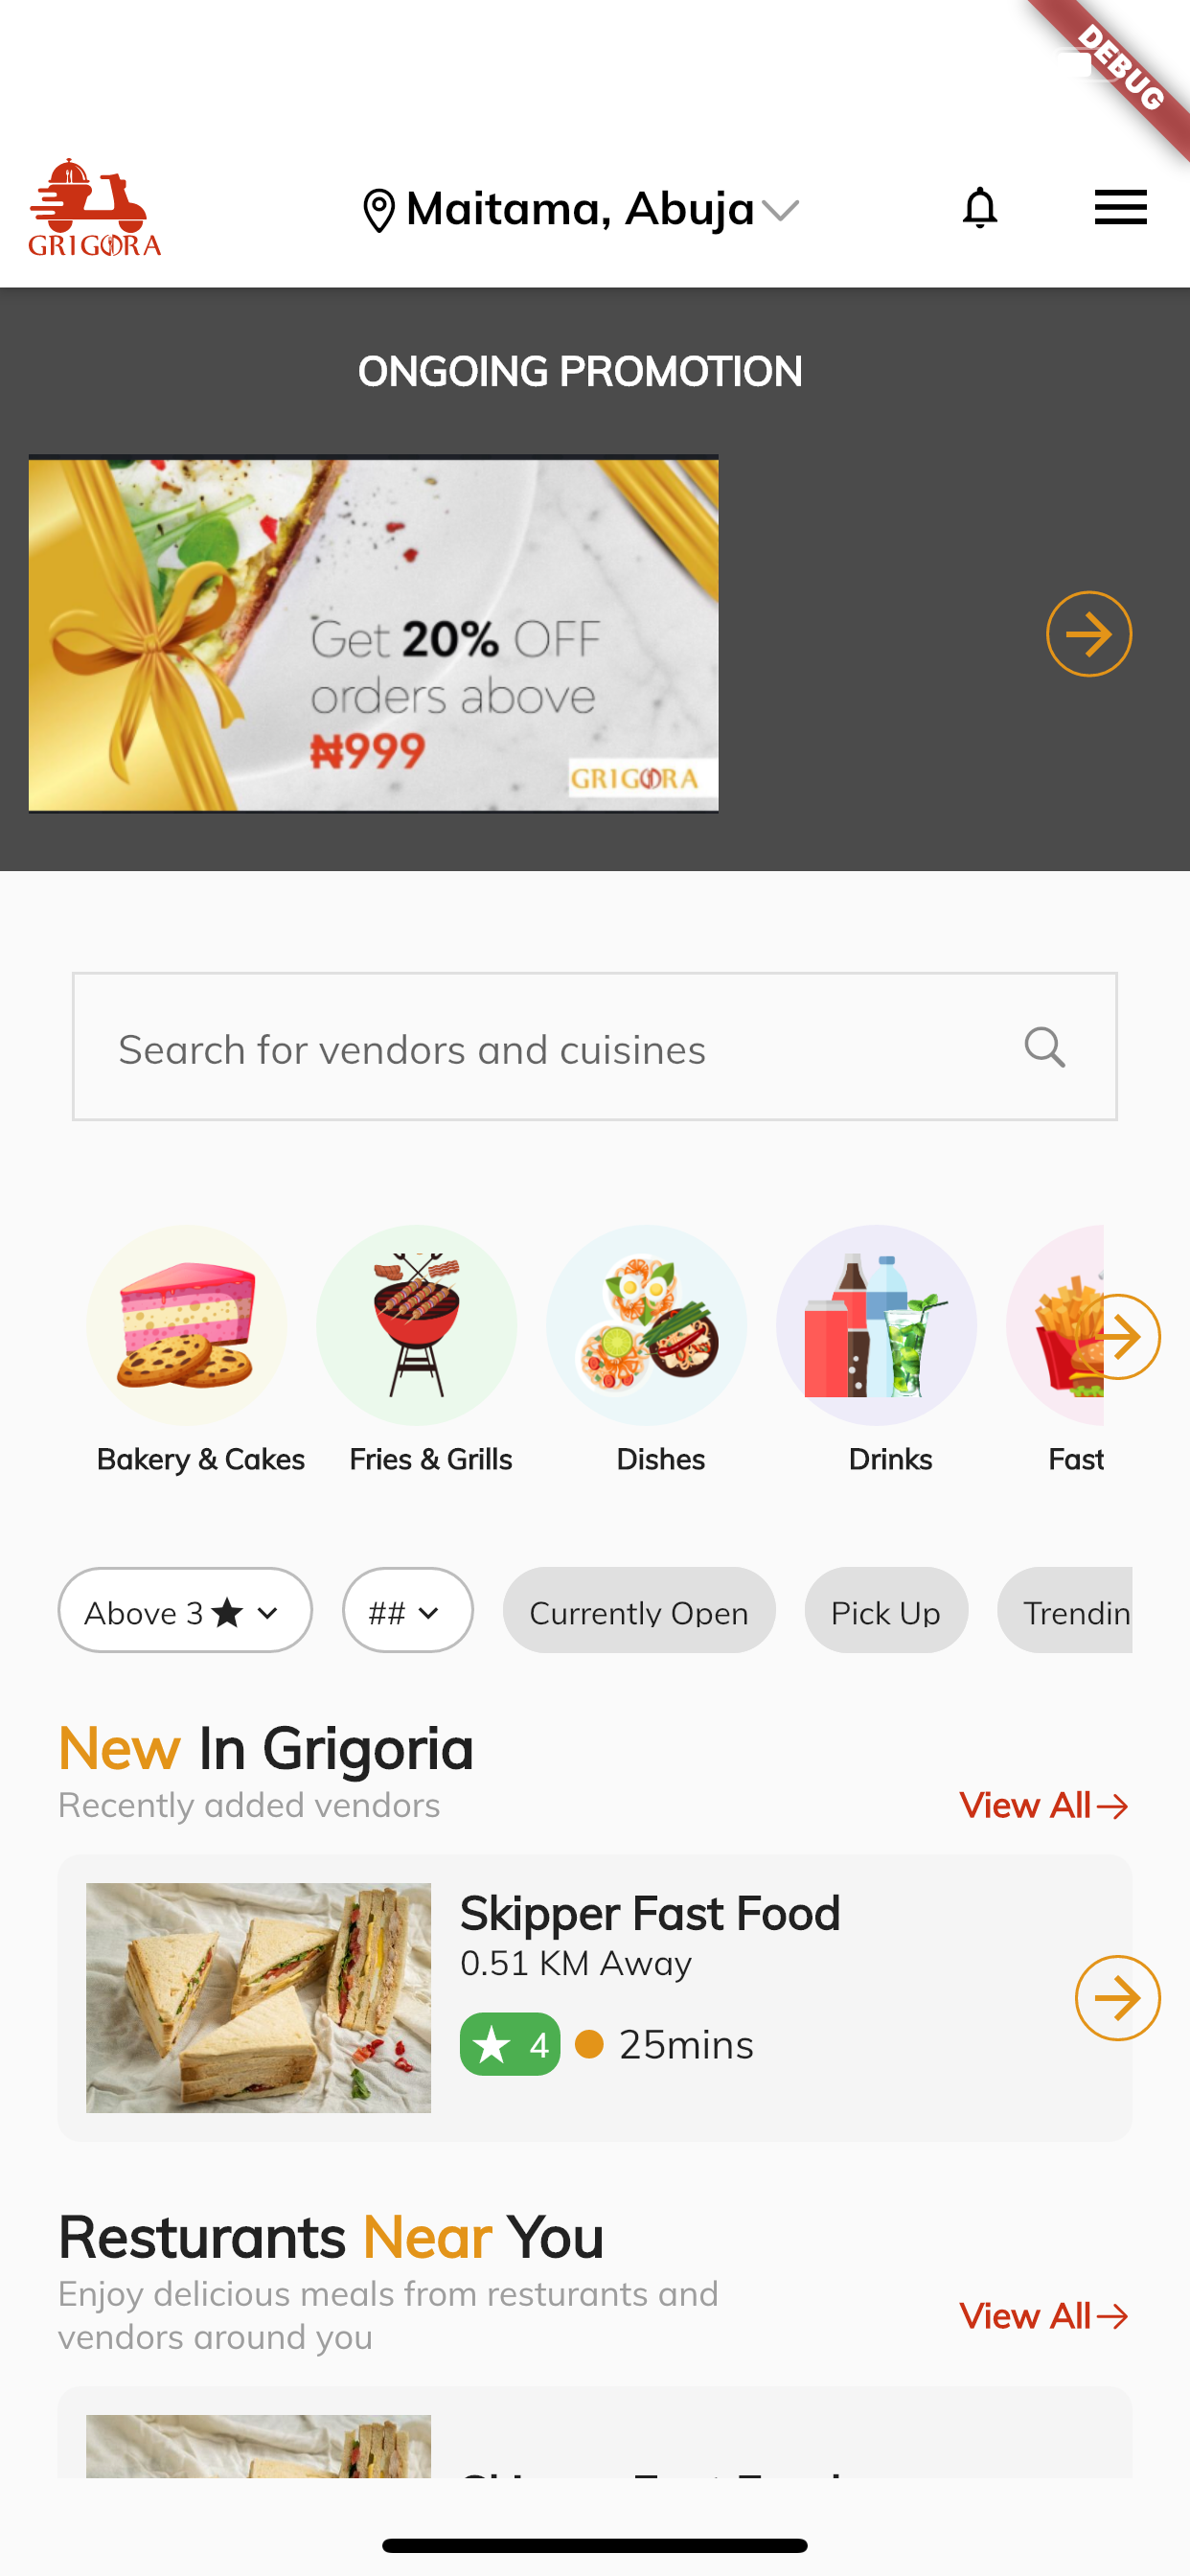 DEBUG
GRIGORA
Maitama, Abuja
ONGOING PROMOTION
Get 20% OFF
orders above
₦999
GRIGORA
Search for vendors and cuisines
Bakery & Cakes
Fries & Grills
Dishes
Drinks
Fast
Above 3
##
Currently Open
Pick Up
Trendin
New In Grigoria
Recently added vendors
View All
Skipper Fast Food
0.51 KM Away
4
25mins
Resturants Near You
Enjoy delicious meals from resturants and
vendors around you
View All